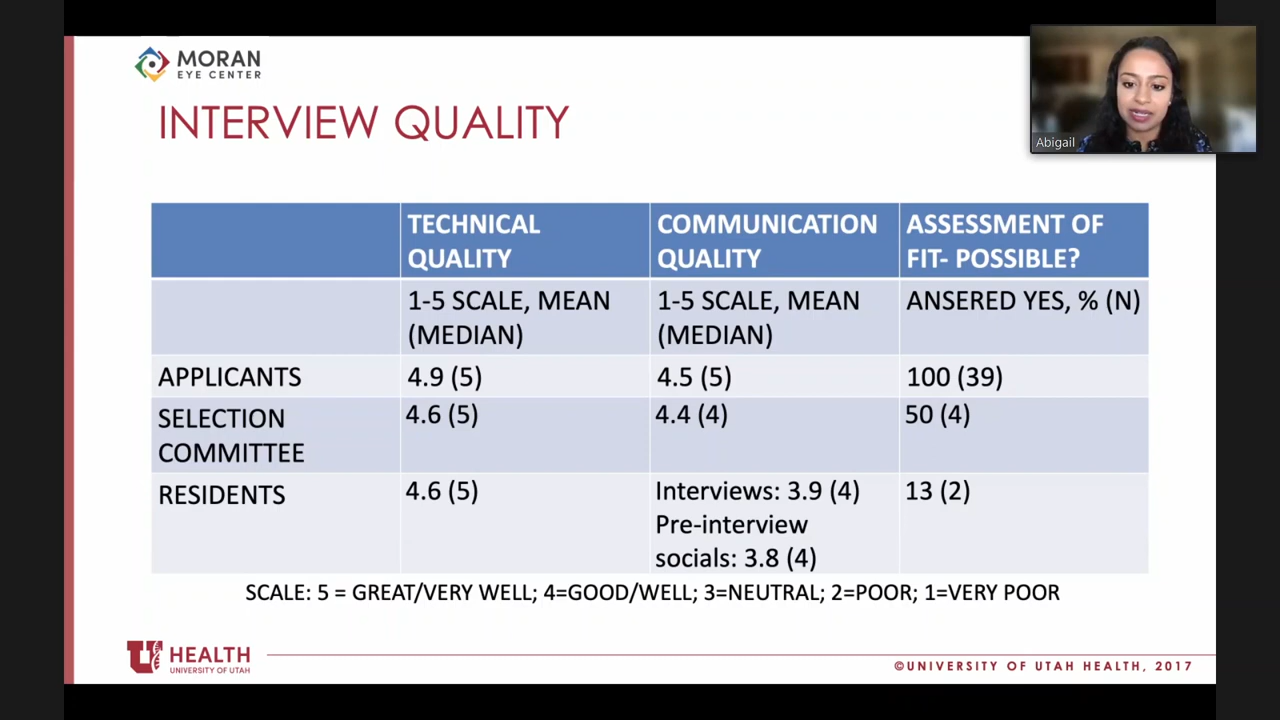 MORAN
EYE CENTER
INTERVIEW QUALITY
Abigail
TECHNICAL
QUALITY
COMMUNICATION
QUALITY
ASSESSMENT OF
FIT- POSSIBLE?
1-5 SCALE, MEAN
(MEDIAN)
1-5 SCALE, MEAN
(MEDIAN)
ANSERED YES, % (N)
APPLICANTS
4.9 (5)
4.5 (5)
100 (39)
SELECTION
COMMITTEE
4.6 (5)
4.4 (4)
50 (4)
RESIDENTS
4.6 (5)
Interviews: 3.9 (4)
Pre-interview
socials: 3.8 (4)
13 (2)
SCALE: 5 = GREAT/VERY WELL; 4=GOOD/WELL; 3=NEUTRAL; 2=POOR; 1=VERY POOR
U HEALTH
UNIVERSITY OF UTAH
©UNIVERSITY OF UTAH HEALTH, 2017